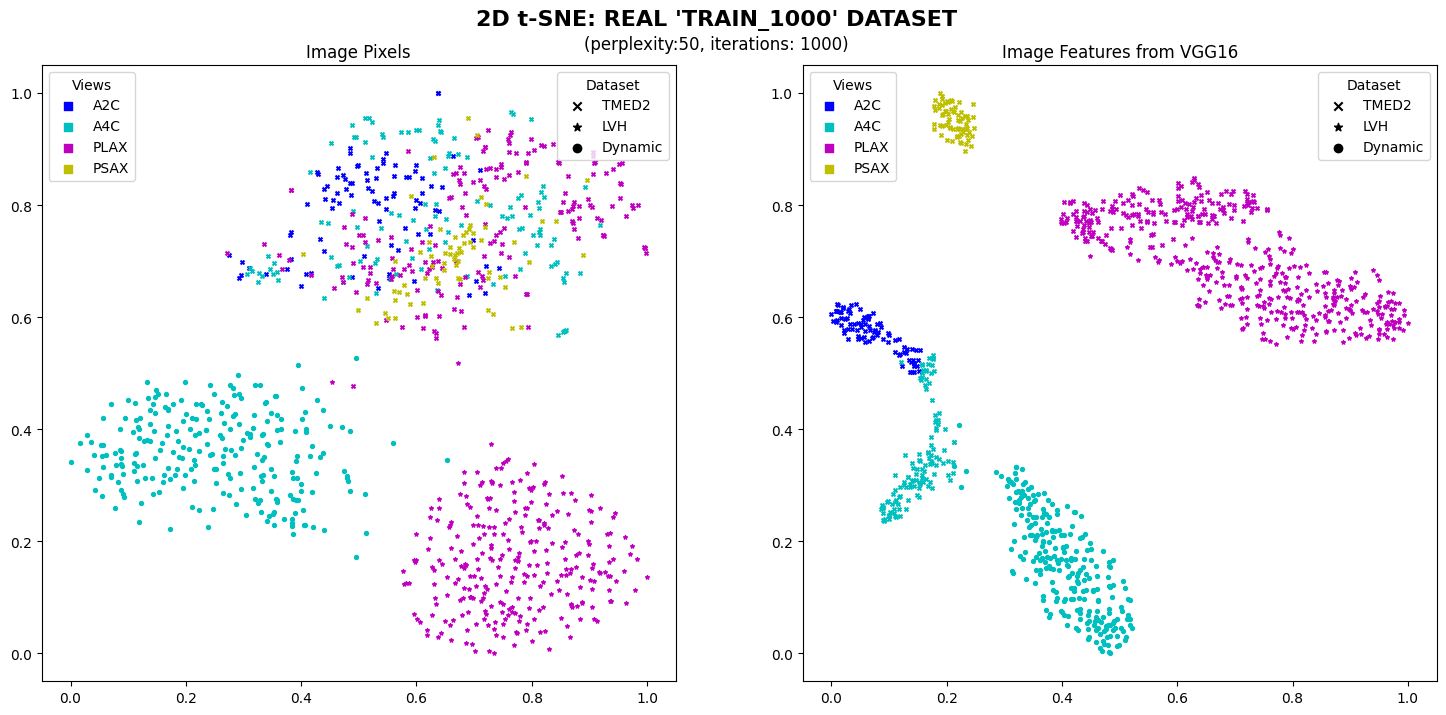 2D t-SNE: REAL 'TRAIN_1000' DATASET
(perplexity:50, iterations: 1000)
Image Pixels
Views
A2C
A4C
PLAX
PSAX
Dataset
TMED2
LVH
Dynamic
1.0
0.8
0.6
0.4
0.2
0.0
0.0 0.2 0.4 0.6 0.8 1.0
Image Features from VGG16
Views
A2C
A4C
PLAX
PSAX
Dataset
TMED2
LVH
Dynamic
1.0
0.8
0.6
0.4
0.2
0.0
0.0 0.2 0.4 0.6 0.8 1.0